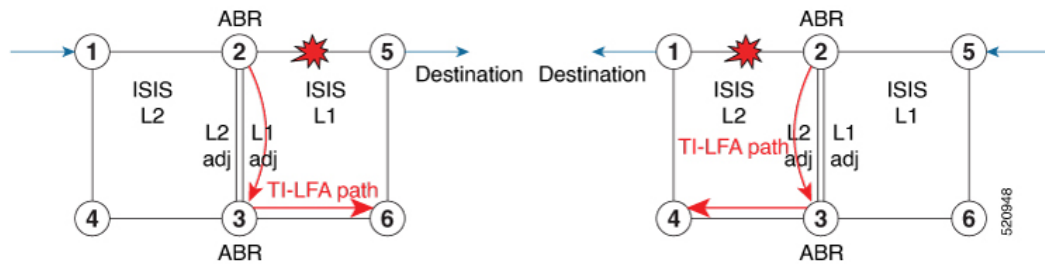 ABR
1
2
5
Destination
ISIS
L2
ISIS
L1
L2
adj
L1
adj
TI-LFA path
4
3
6
ABR
ABR
1
2
5
Destination
ISIS
L2
ISIS
L1
L2
adj
L1
adj
TI-LFA path
4
3
6
ABR
520948